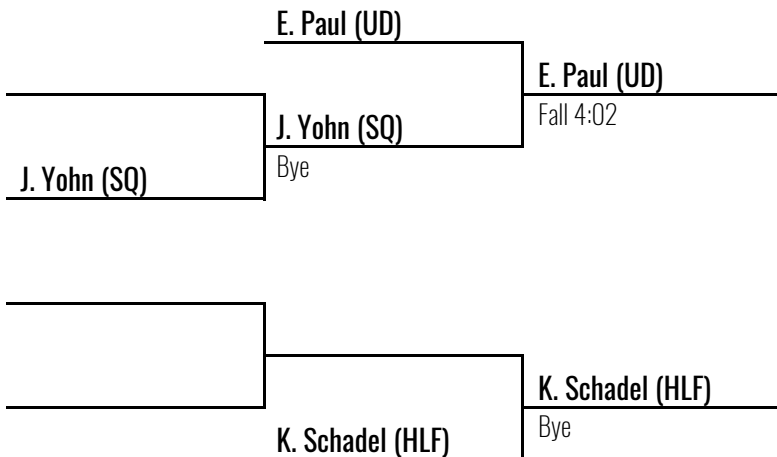 E. Paul (UD)
E. Paul (UD)
Fall 4:02
J. Yohn (SQ)
Bye
J. Yohn (SQ)
K. Schadel (HLF)
Bye
K. Schadel (HLF)